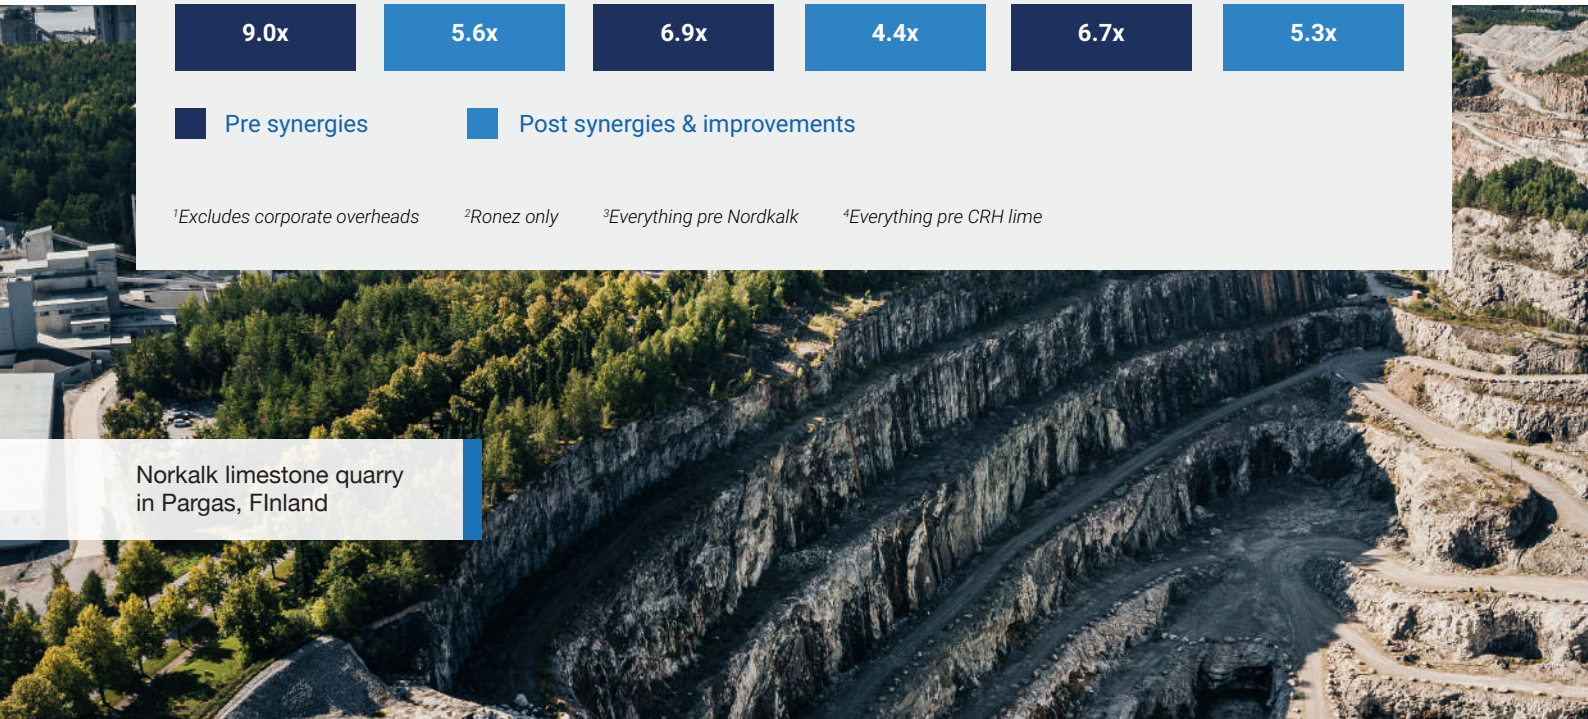 9.0x 5.6x 6.9x 4.4x 6.7x 5.3x
Pre synergies Post synergies & improvements
¹Excludes corporate overheads ²Ronez only ³Everything pre Nordkalk ⁴Everything pre CRH lime
Norkalk limestone quarry
in Pargas, FInland